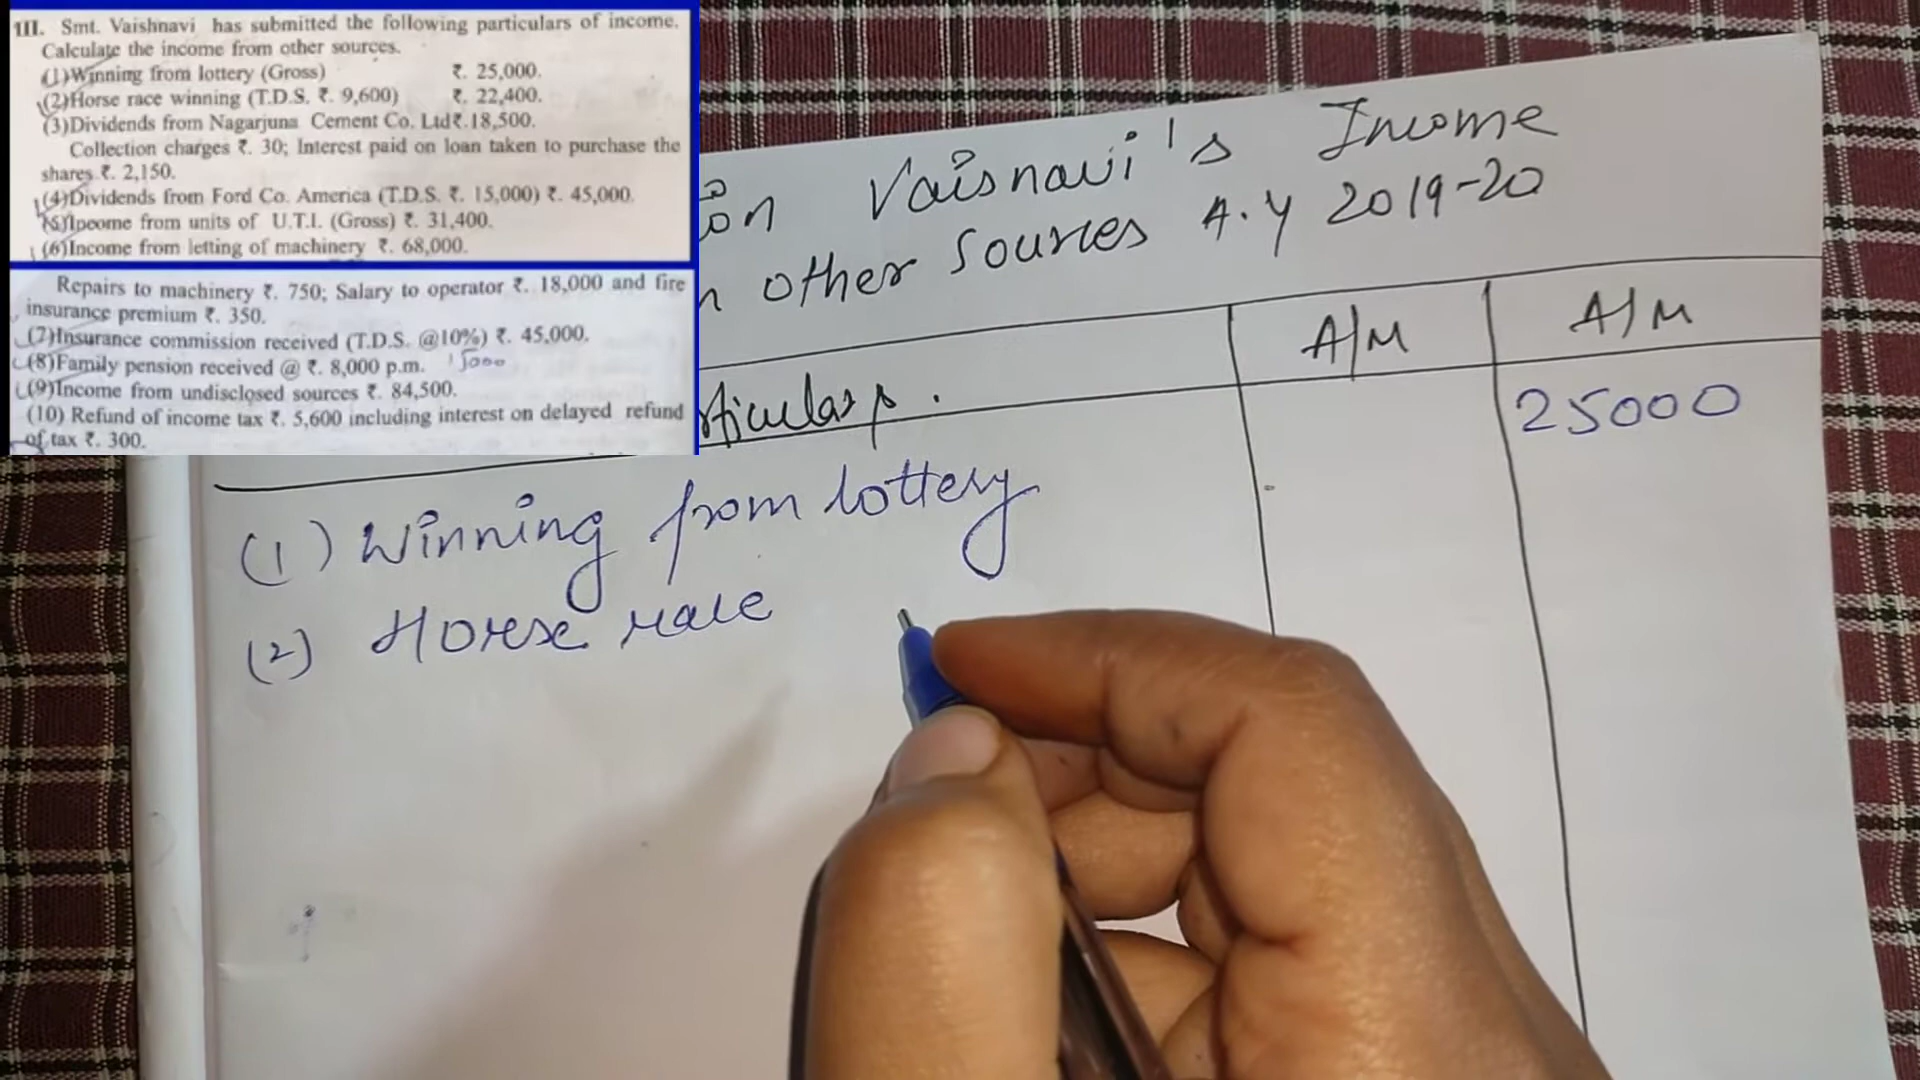 III. Smt. Vaishnavi has submitted the following particulars of income.
Calculate the income from other sources.
(1)Winning from lottery (Gross) ₹. 25,000.
(2)Horse race winning (T.D.S. ₹. 9,600) ₹. 22,400.
(3)Dividends from Nagarjuna Cement Co. Ltd₹.18,500.
Collection charges ₹. 30; Interest paid on loan taken to purchase the
shares ₹. 2,150.
(4)Dividends from Ford Co. America (T.D.S. ₹. 15,000) ₹. 45,000.
(5)Income from units of U.T.I. (Gross) ₹. 31,400.
(6)Income from letting of machinery ₹. 68,000.
Repairs to machinery ₹. 750; Salary to operator ₹. 18,000 and fire
insurance premium ₹. 350.
(7)Insurance commission received (T.D.S. @10%) ₹. 45,000.
(8)Family pension received @ ₹. 8,000 p.m. 15000
(9)Income from undisclosed sources ₹. 84,500.
(10) Refund of income tax ₹. 5,600 including interest on delayed refund
of tax ₹. 300.
on Vaisnavi's Income
other Sources A.Y 2019-20
rticulars. A/M A/M
25000
(1) Winning from lottery
(2) Horse race